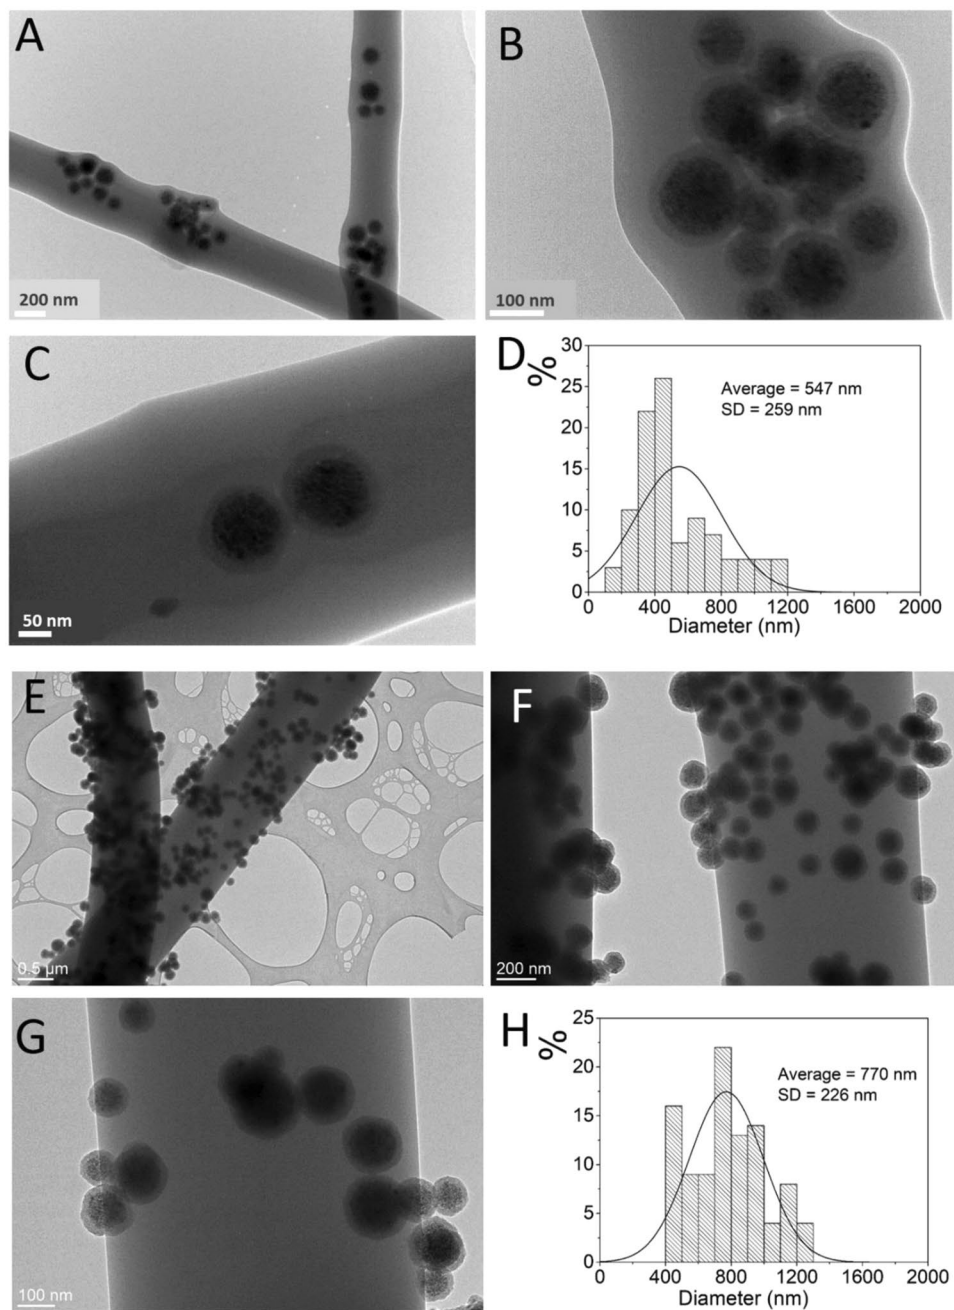 A
200 nm
B
100 nm
C
50 nm
D
%
30
25
20
15
10
5
0
Average = 547 nm
SD = 259 nm
0 400 800 1200 1600 2000
Diameter (nm)
E
0.5 µm
F
200 nm
G
100 nm
H
%
25
20
15
10
5
0
Average = 770 nm
SD = 226 nm
0 400 800 1200 1600 2000
Diameter (nm)